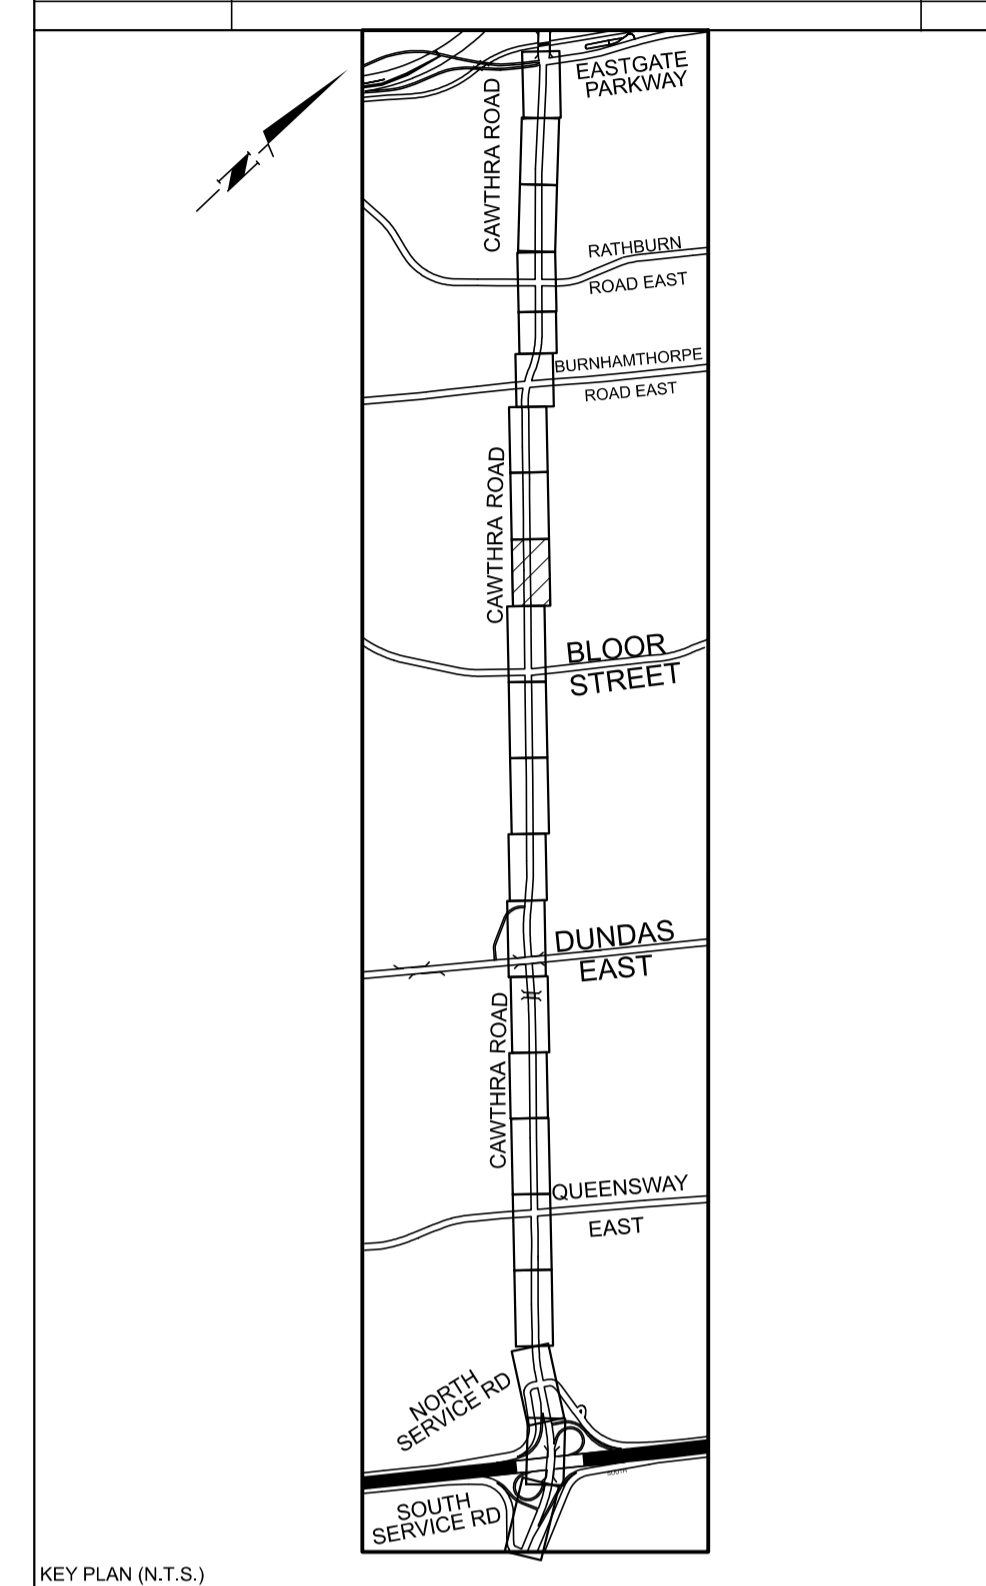 EASTGATE
PARKWAY
CAWTHRA ROAD
N
RATHBURN
ROAD EAST
BURNHAMTHORPE
ROAD EAST
CAWTHRA ROAD
BLOOR
STREET
DUNDAS
EAST
CAWTHRA ROAD
QUEENSWAY
EAST
NORTH
SERVICE RD
SOUTH
SOUTH
SERVICE RD
KEY PLAN (N.T.S.)